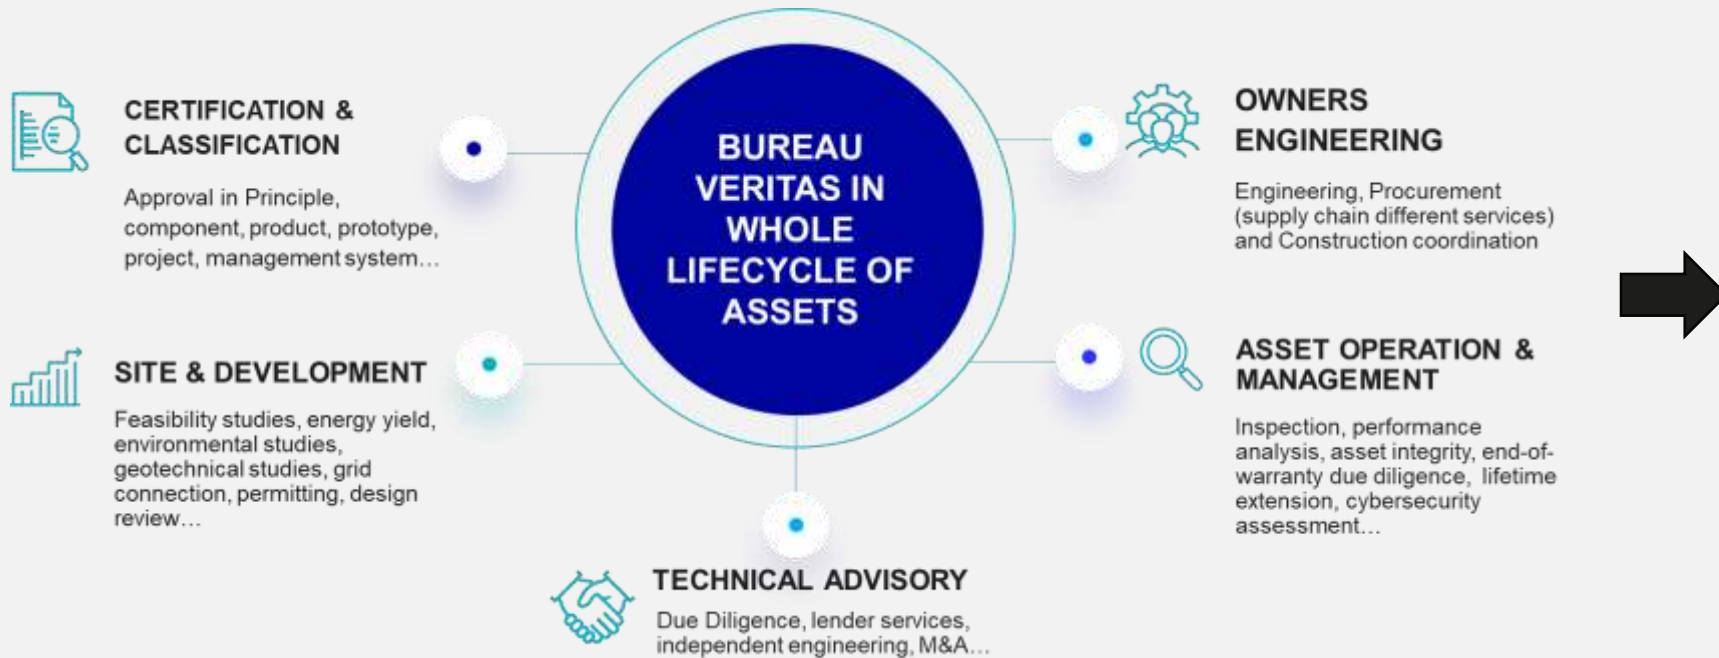 CERTIFICATION &
CLASSIFICATION
Approval in Principle,
component, product, prototype,
project, management system…
SITE & DEVELOPMENT
Feasibility studies, energy yield,
environmental studies,
geotechnical studies, grid
connection, permitting, design
review…
BUREAU
VERITAS IN
WHOLE
LIFECYCLE OF
ASSETS
TECHNICAL ADVISORY
Due Diligence, lender services,
independent engineering, M&A…
OWNERS
ENGINEERING
Engineering, Procurement
(supply chain different services)
and Construction coordination
ASSET OPERATION &
MANAGEMENT
Inspection, performance
analysis, asset integrity, end-of-
warranty due diligence, lifetime
extension, cybersecurity
assessment…